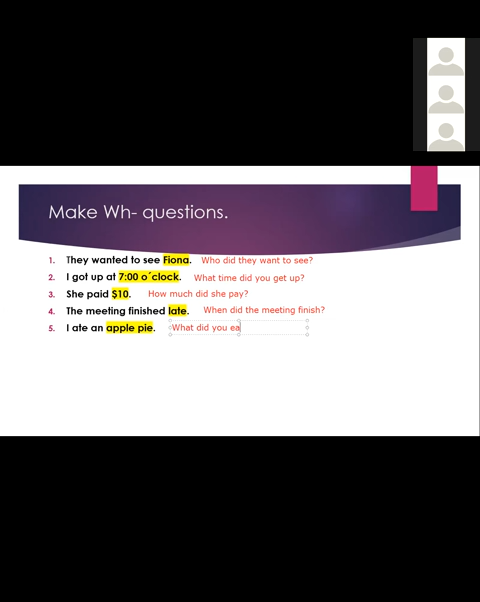 Make Wh- questions.
1. They wanted to see Fiona. Who did they want to see?
2. I got up at 7:00 o´clock. What time did you get up?
3. She paid $10. How much did she pay?
4. The meeting finished late. When did the meeting finish?
5. I ate an apple pie. What did you ea